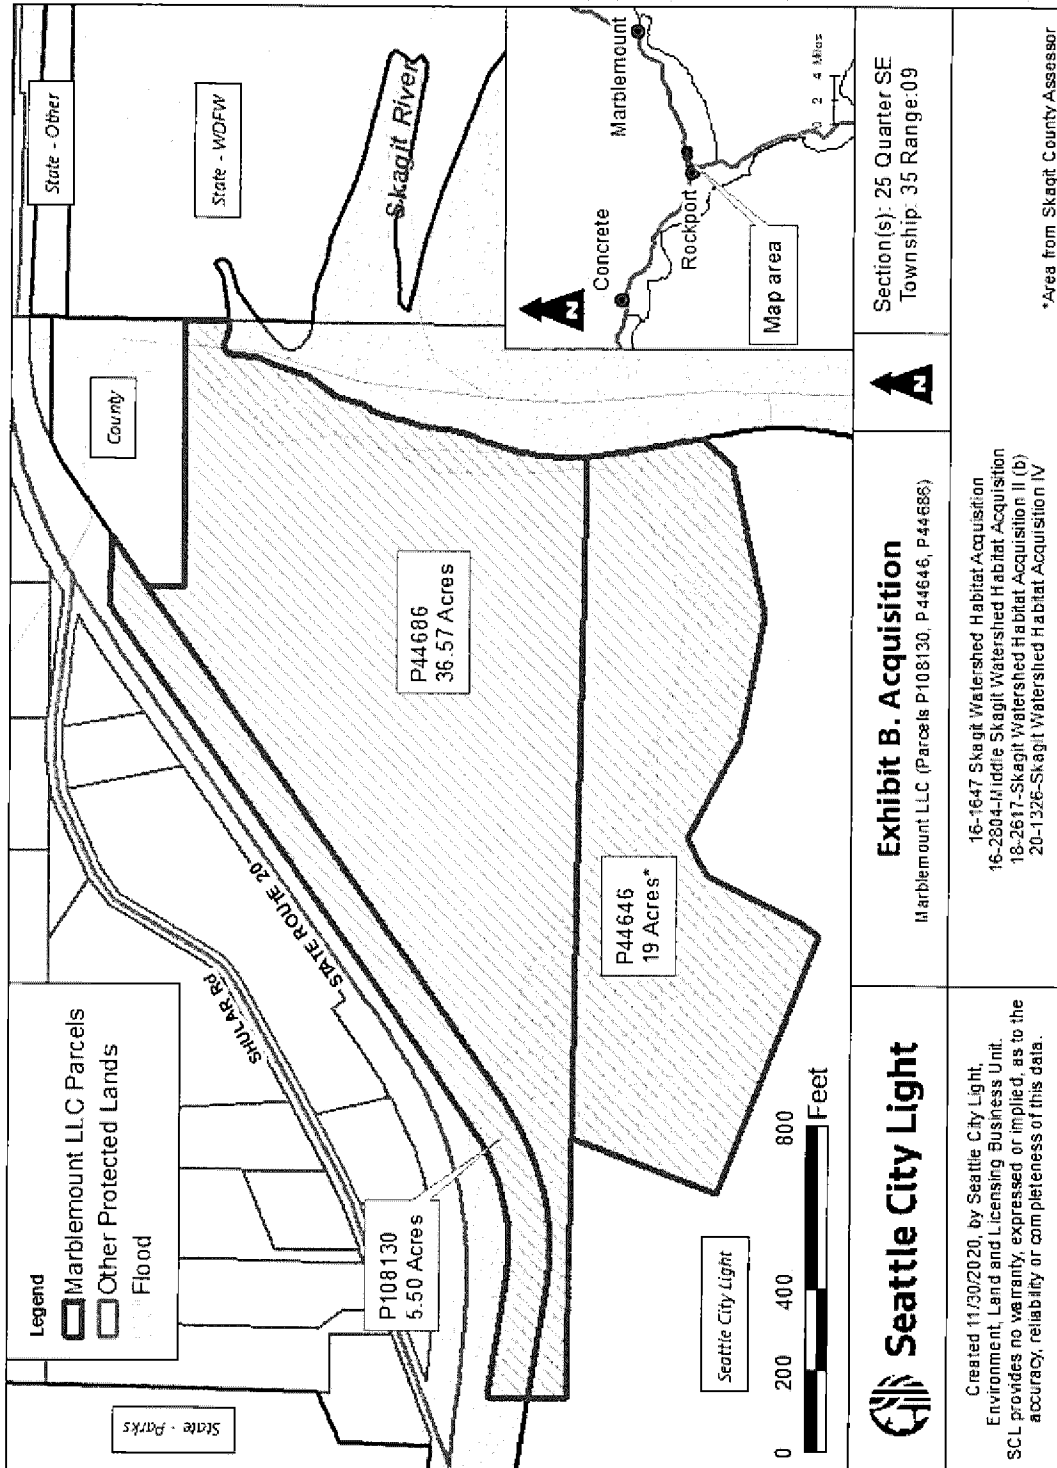 Legend
Marblemount LLC Parcels
Other Protected Lands
Flood
State - Parks
SHULAR Rd
STATE ROUTE 20
County
State - Other
State - WDFW
Skagit River
P108130
5.50 Acres
P44686
36.57 Acres
P44646
19 Acres*
Seattle City Light
0 200 400 800
Feet
N
Concrete
Rockport
Marblemount
Map area
0 2 4 Miles
Seattle City Light
Exhibit B. Acquisition
Marblemount LLC (Parcels P108130, P44646, P44686)
N
Section(s): 25 Quarter SE
Township: 35 Range:09
Created 11/30/2020, by Seattle City Light,
Environment, Land and Licensing Business Unit.
SCL provides no warranty, expressed or implied, as to the
accuracy, reliability or completeness of this data.
16-1647 Skagit Watershed Habitat Acquisition
16-2804-Middle Skagit Watershed Habitat Acquisition
18-2617-Skagit Watershed Habitat Acquisition II (b)
20-1326-Skagit Watershed Habitat Acquisition IV
*Area from Skagit County Assessor